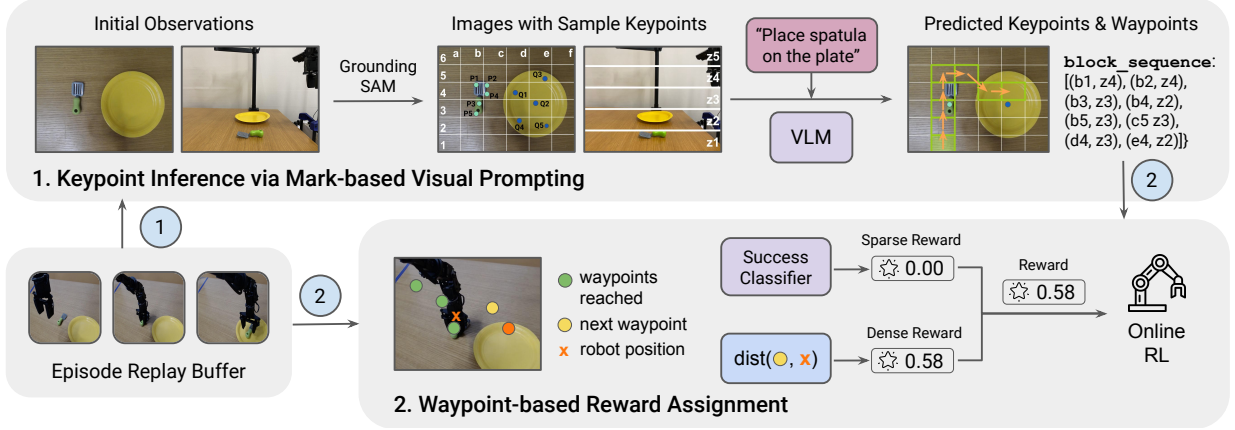 Initial Observations
Images with Sample Keypoints
Predicted Keypoints & Waypoints
Grounding
SAM
a b c d e f
6
5
4
3
2
1
P1 P2
P4
P3
P5
Q3
Q1
Q2
Q4 Q5
z5
z4
z3
z2
z1
“Place spatula
on the plate”
VLM
block_sequence:
[(b1, z4), (b2, z4),
(b3, z3), (b4, z2),
(b5, z3), (c5 z3),
(d4, z3), (e4, z2)]}
1. Keypoint Inference via Mark-based Visual Prompting
1
2
2
Episode Replay Buffer
x
waypoints
reached
next waypoint
x robot position
Success
Classifier
dist( , x)
Sparse Reward
0.00
Dense Reward
0.58
Reward
0.58
Online
RL
2. Waypoint-based Reward Assignment